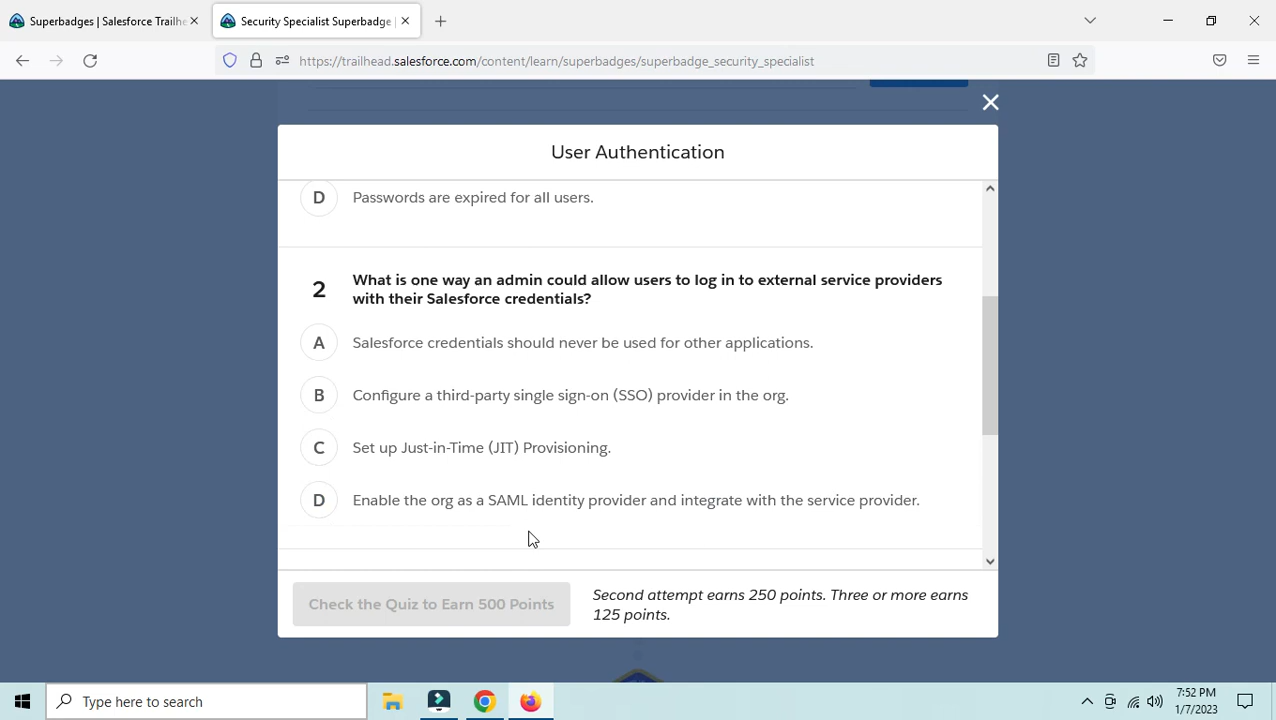 Superbadges | Salesforce Trailhe
Security Specialist Superbadge |
https://trailhead.salesforce.com/content/learn/superbadges/superbadge_security_specialist
User Authentication
D Passwords are expired for all users.
2 What is one way an admin could allow users to log in to external service providers
with their Salesforce credentials?
A Salesforce credentials should never be used for other applications.
B Configure a third-party single sign-on (SSO) provider in the org.
C Set up Just-in-Time (JIT) Provisioning.
D Enable the org as a SAML identity provider and integrate with the service provider.
Check the Quiz to Earn 500 Points
Second attempt earns 250 points. Three or more earns
125 points.
Type here to search
7:52 PM
1/7/2023